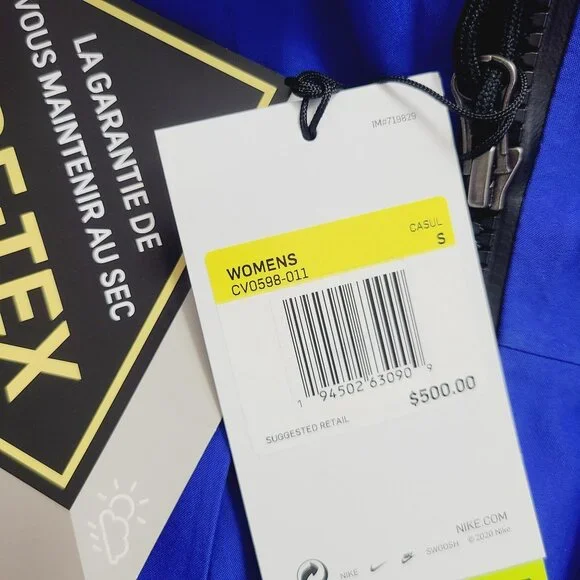 LA GARANTIE DE
VOUS MAINTENIR AU SEC
RE-TEX
IM#719829
WOMENS
CASUL
CV0598-011
S
1 94502 63090 9
$500.00
SUGGESTED RETAIL
NIKE.COM
NIKE
SWOOSH
© 2020 Nike